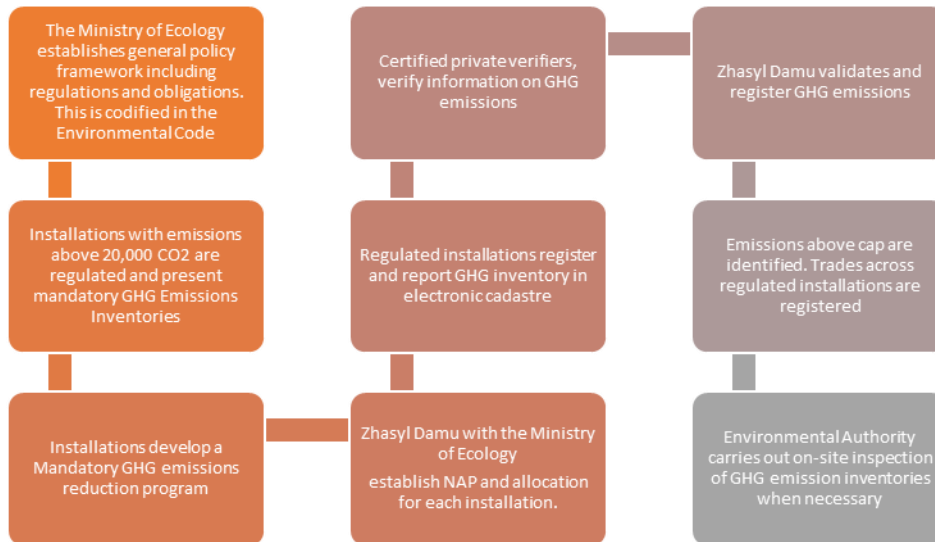 The Ministry of Ecology
establishes general policy
framework including
regulations and obligations.
This is codified in the
Environmental Code
Installations with emissions
above 20,000 CO2 are
regulated and present
mandatory GHG Emissions
Inventories
Installations develop a
Mandatory GHG emissions
reduction program
Zhasyl Damu with the Ministry
of Ecology
establish NAP and allocation
for each installation.
Regulated installations register
and report GHG inventory in
electronic cadastre
Certified private verifiers,
verify information on GHG
emissions
Zhasyl Damu validates and
register GHG emissions
Emissions above cap are
identified. Trades across
regulated installations are
registered
Environmental Authority
carries out on-site inspection
of GHG emission inventories
when necessary